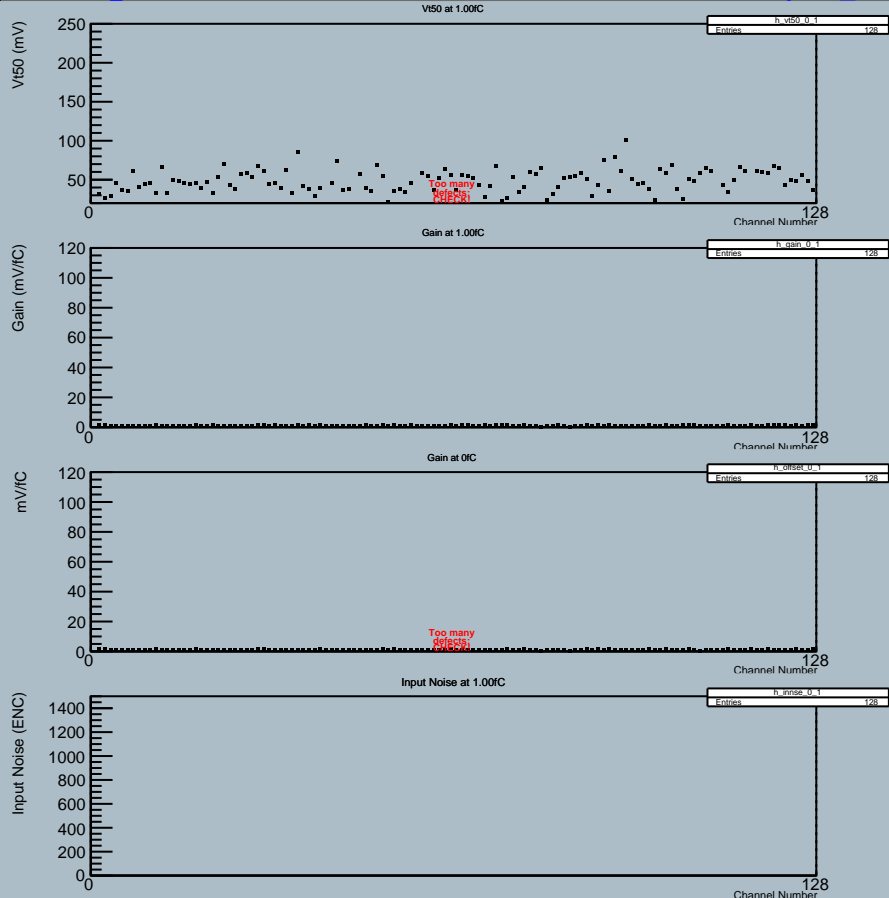 Vt50 at 1.00fC
h_vt50_0_1
Entries 128
Vt50 (mV)
250
200
150
100
50
Too many
defects;
CHECK!
0
128
Channel Number
Gain at 1.00fC
h_gain_0_1
Entries 128
Gain (mV/fC)
120
100
80
60
40
20
0
0
128
Channel Number
Gain at 0fC
h_offset_0_1
Entries 128
mV/fC
120
100
80
60
40
20
Too many
defects;
CHECK!
0
0
128
Channel Number
Input Noise at 1.00fC
h_innse_0_1
Entries 128
Input Noise (ENC)
1400
1200
1000
800
600
400
200
0
0
128
Channel Number